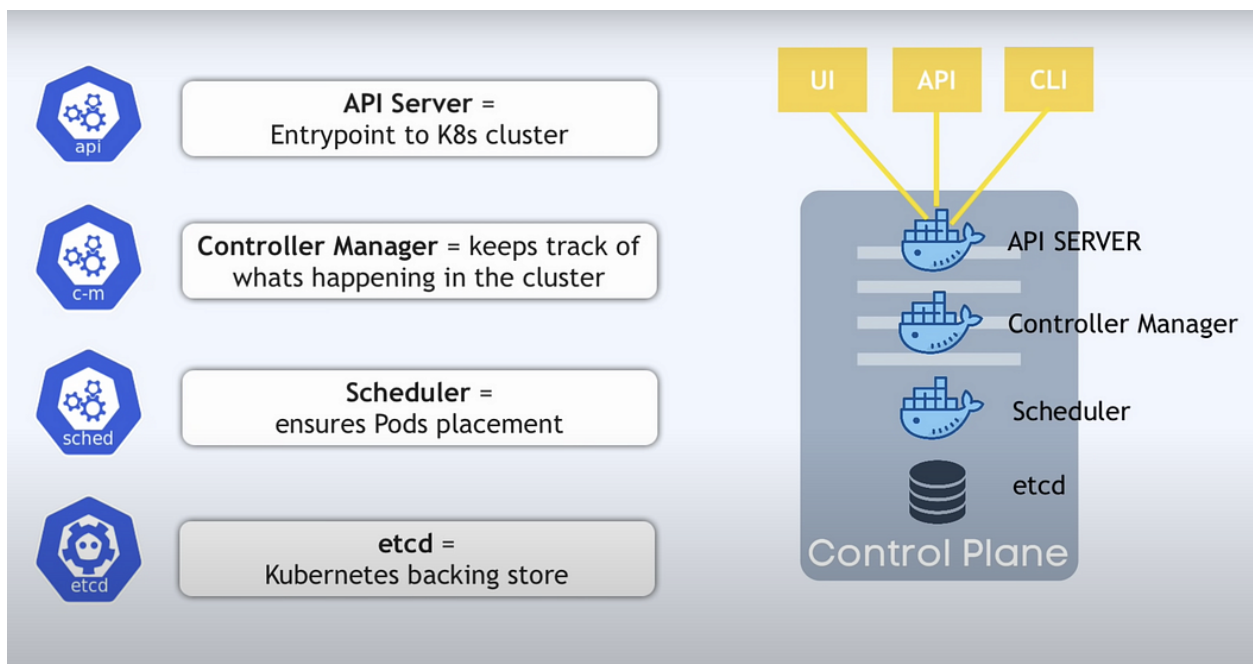 api
API Server =
Entrypoint to K8s cluster
c-m
Controller Manager = keeps track of
whats happening in the cluster
sched
Scheduler =
ensures Pods placement
etcd
etcd =
Kubernetes backing store
UI
API
CLI
API SERVER
Controller Manager
Scheduler
etcd
Control Plane